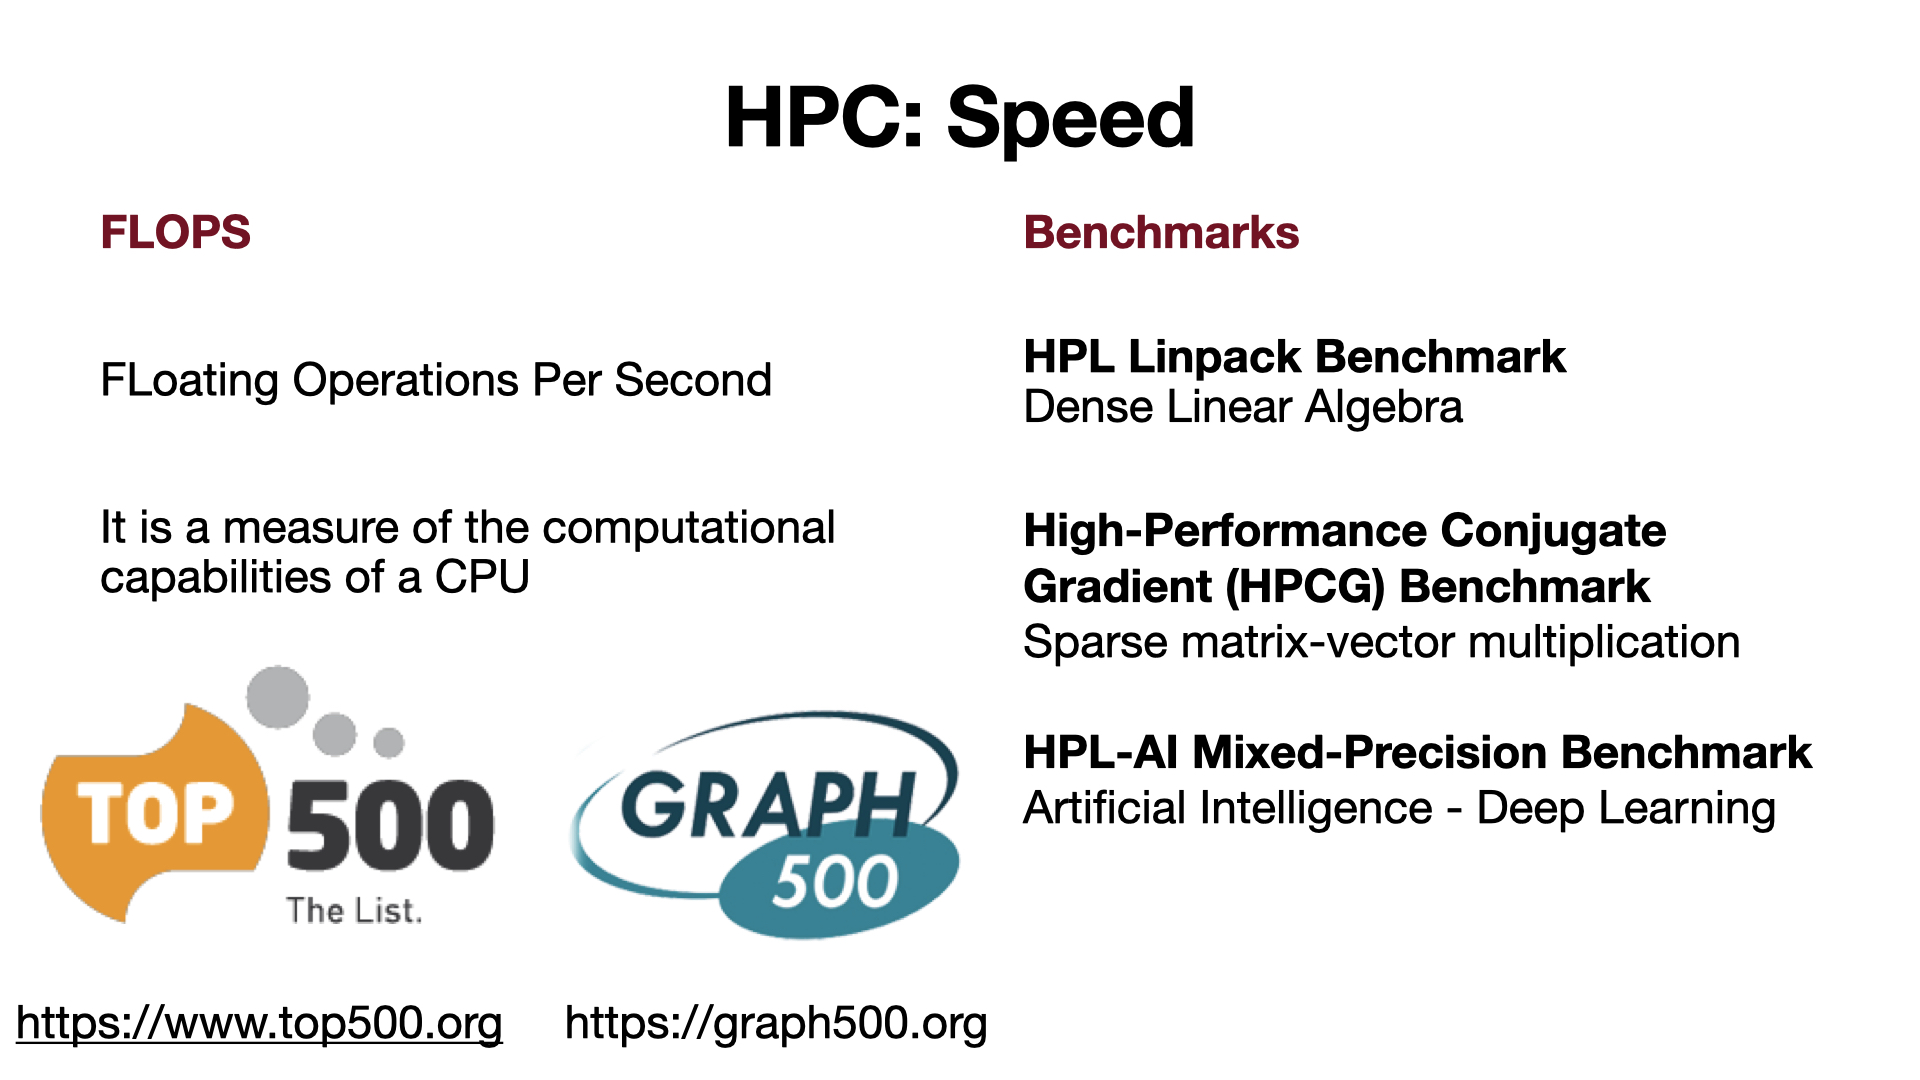 HPC: Speed
FLOPS
FLoating Operations Per Second
It is a measure of the computational
capabilities of a CPU
TOP
500
The List.
https://www.top500.org
GRAPH
500
https://graph500.org
Benchmarks
HPL Linpack Benchmark
Dense Linear Algebra
High-Performance Conjugate
Gradient (HPCG) Benchmark
Sparse matrix-vector multiplication
HPL-AI Mixed-Precision Benchmark
Artificial Intelligence - Deep Learning